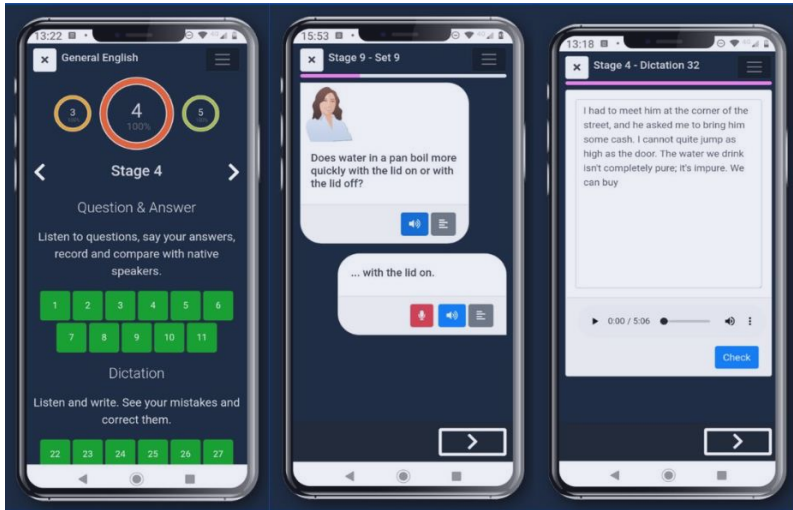 13:22
General English
3
100%
4
100%
5
100%
Stage 4
Question & Answer
Listen to questions, say your answers,
record and compare with native
speakers.
1 2 3 4 5 6
7 8 9 10 11
Dictation
Listen and write. See your mistakes and
correct them.
22 23 24 25 26 27
15:53
Stage 9 - Set 9
Does water in a pan boil more
quickly with the lid on or with
the lid off?
... with the lid on.
13:18
Stage 4 - Dictation 32
I had to meet him at the corner of the
street, and he asked me to bring him
some cash. I cannot quite jump as
high as the door. The water we drink
isn't completely pure; it's impure. We
can buy
0:00 / 5:06
Check